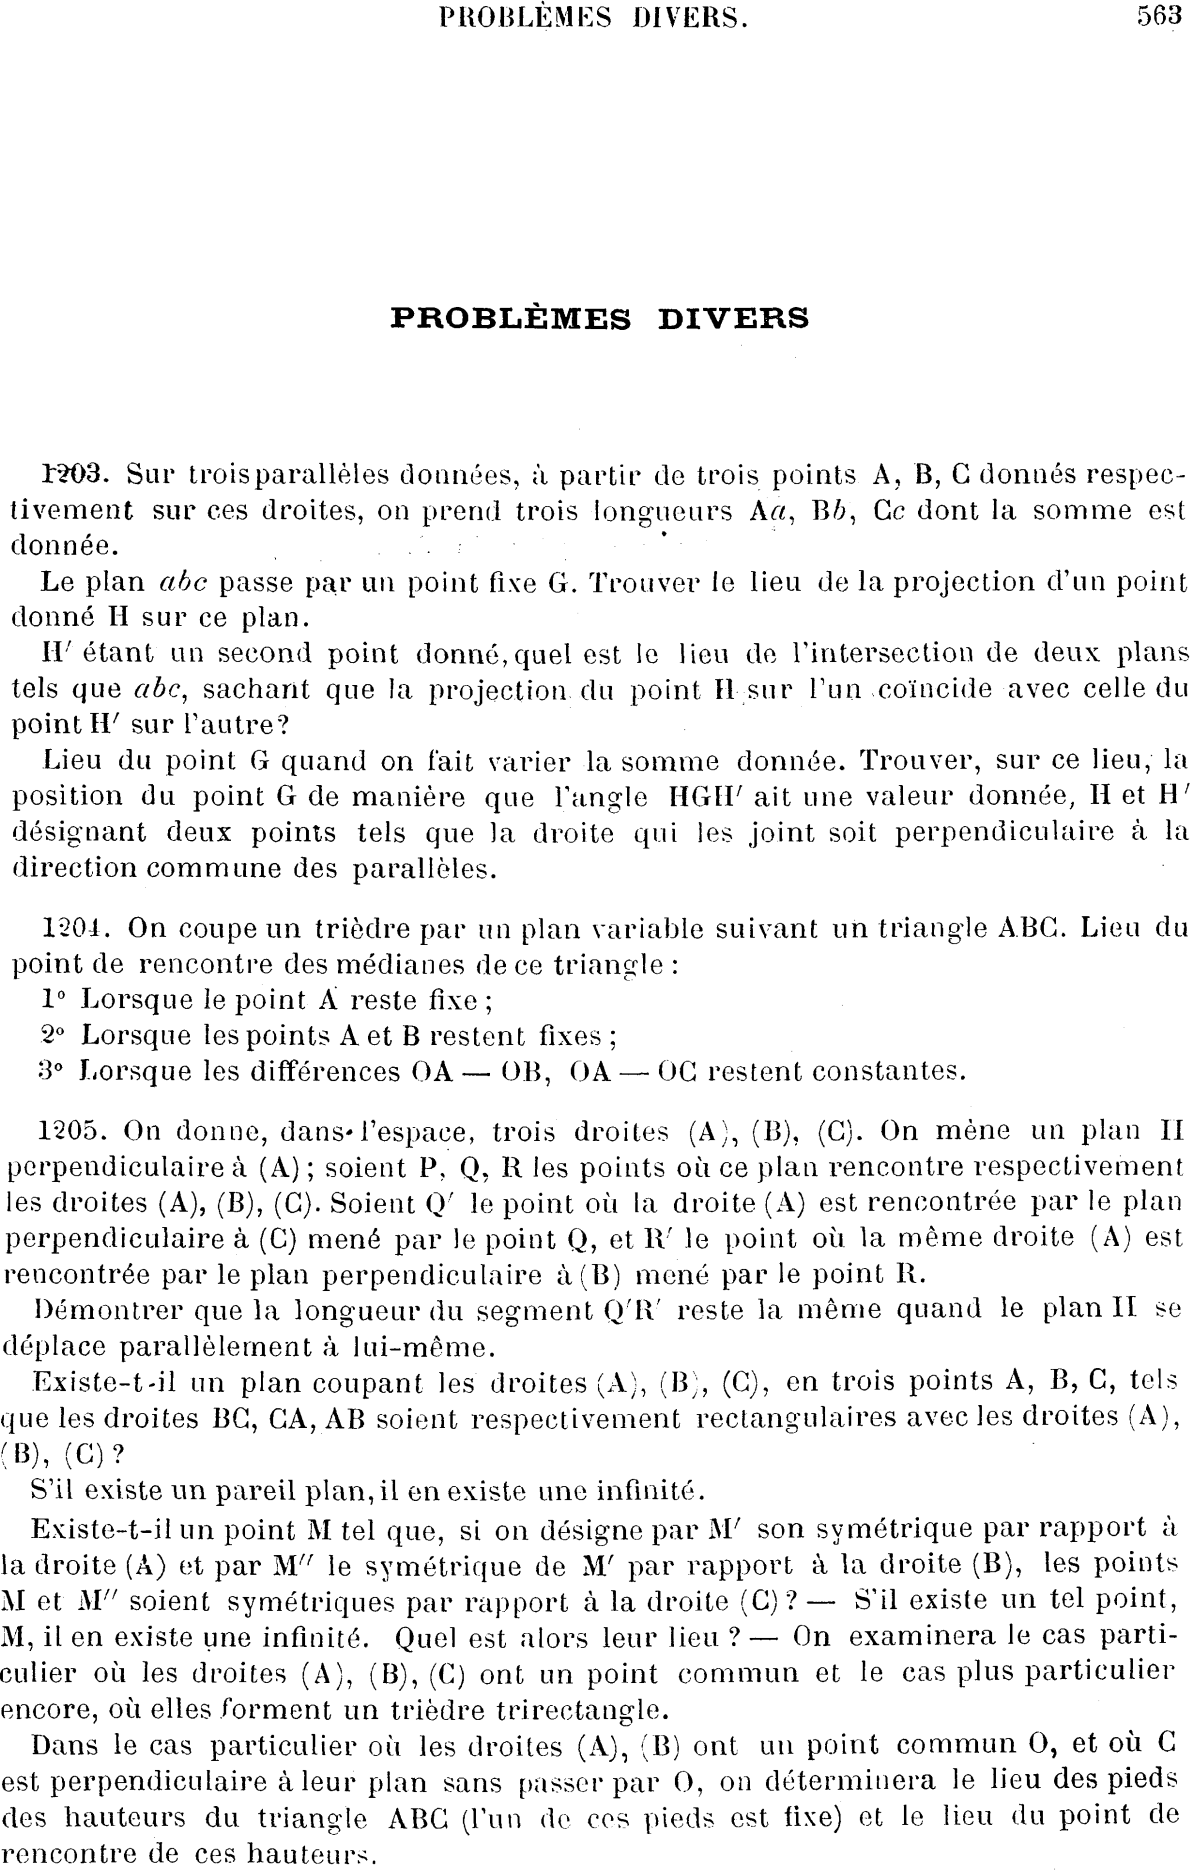 PROBLÈMES DIVERS. 563
PROBLÈMES DIVERS
1203. Sur trois parallèles données, à partir de trois points A, B, C donnés respec-
tivement sur ces droites, on prend trois longueurs Aa, Bb, Cc dont la somme est
donnée.
Le plan abc passe par un point fixe G. Trouver le lieu de la projection d'un point
donné H sur ce plan.
H′ étant un second point donné, quel est le lieu de l'intersection de deux plans
tels que abc, sachant que la projection du point H sur l'un coïncide avec celle du
point H′ sur l'autre?
Lieu du point G quand on fait varier la somme donnée. Trouver, sur ce lieu, la
position du point G de manière que l'angle HGH′ ait une valeur donnée, H et H′
désignant deux points tels que la droite qui les joint soit perpendiculaire à la
direction commune des parallèles.
1204. On coupe un trièdre par un plan variable suivant un triangle ABC. Lieu du
point de rencontre des médianes de ce triangle :
1° Lorsque le point A reste fixe ;
2° Lorsque les points A et B restent fixes ;
3° Lorsque les différences OA — OB, OA — OC restent constantes.
1205. On donne, dans l'espace, trois droites (A), (B), (C). On mène un plan II
perpendiculaire à (A) ; soient P, Q, R les points où ce plan rencontre respectivement
les droites (A), (B), (C). Soient Q′ le point où la droite (A) est rencontrée par le plan
perpendiculaire à (C) mené par le point Q, et R′ le point où la même droite (A) est
rencontrée par le plan perpendiculaire à (B) mené par le point R.
Démontrer que la longueur du segment Q′R′ reste la même quand le plan II se
déplace parallèlement à lui-même.
Existe-t-il un plan coupant les droites (A), (B), (C), en trois points A, B, C, tels
que les droites BC, CA, AB soient respectivement rectangulaires avec les droites (A),
(B), (C) ?
S'il existe un pareil plan, il en existe une infinité.
Existe-t-il un point M tel que, si on désigne par M′ son symétrique par rapport à
la droite (A) et par M″ le symétrique de M′ par rapport à la droite (B), les points
M et M″ soient symétriques par rapport à la droite (C) ? — S'il existe un tel point,
M, il en existe une infinité. Quel est alors leur lieu ? — On examinera le cas parti-
culier où les droites (A), (B), (C) ont un point commun et le cas plus particulier
encore, où elles forment un trièdre trirectangle.
Dans le cas particulier où les droites (A), (B) ont un point commun O, et où C
est perpendiculaire à leur plan sans passer par O, on déterminera le lieu des pieds
des hauteurs du triangle ABC (l'un de ces pieds est fixe) et le lieu du point de
rencontre de ces hauteurs.